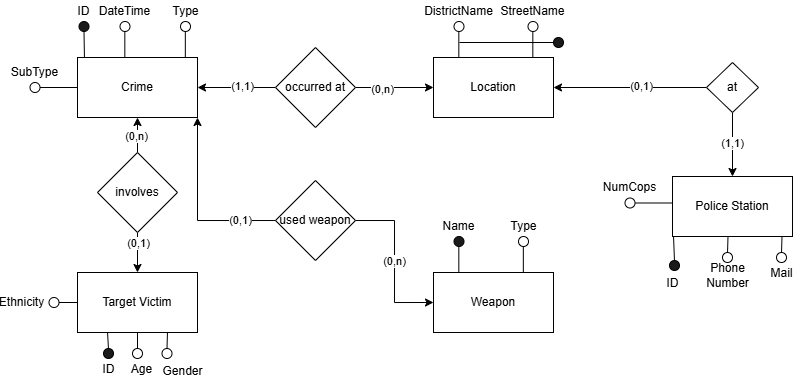 ID DateTime Type
DistrictName StreetName
SubType
Crime
(1,1)
occurred at
(0,n)
Location
(0,1)
at
(0,n)
(1,1)
involves
(0,1)
used weapon
NumCops
Police Station
(0,1)
Name Type
(0,n)
ID
Phone
Number
Mail
Ethnicity
Target Victim
Weapon
ID Age Gender